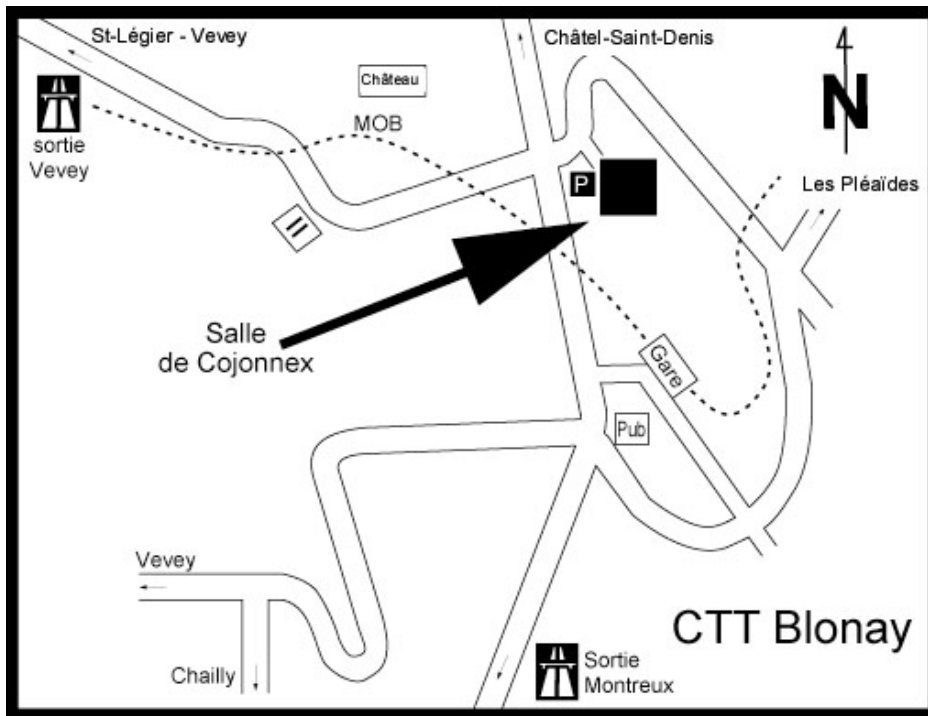 St-Légier - Vevey
Châtel-Saint-Denis
Château
MOB
N
sortie
Vevey
P
Les Pléaïdes
Salle
de Cojonnex
Gare
Pub
Vevey
CTT Blonay
Chailly
Sortie
Montreux